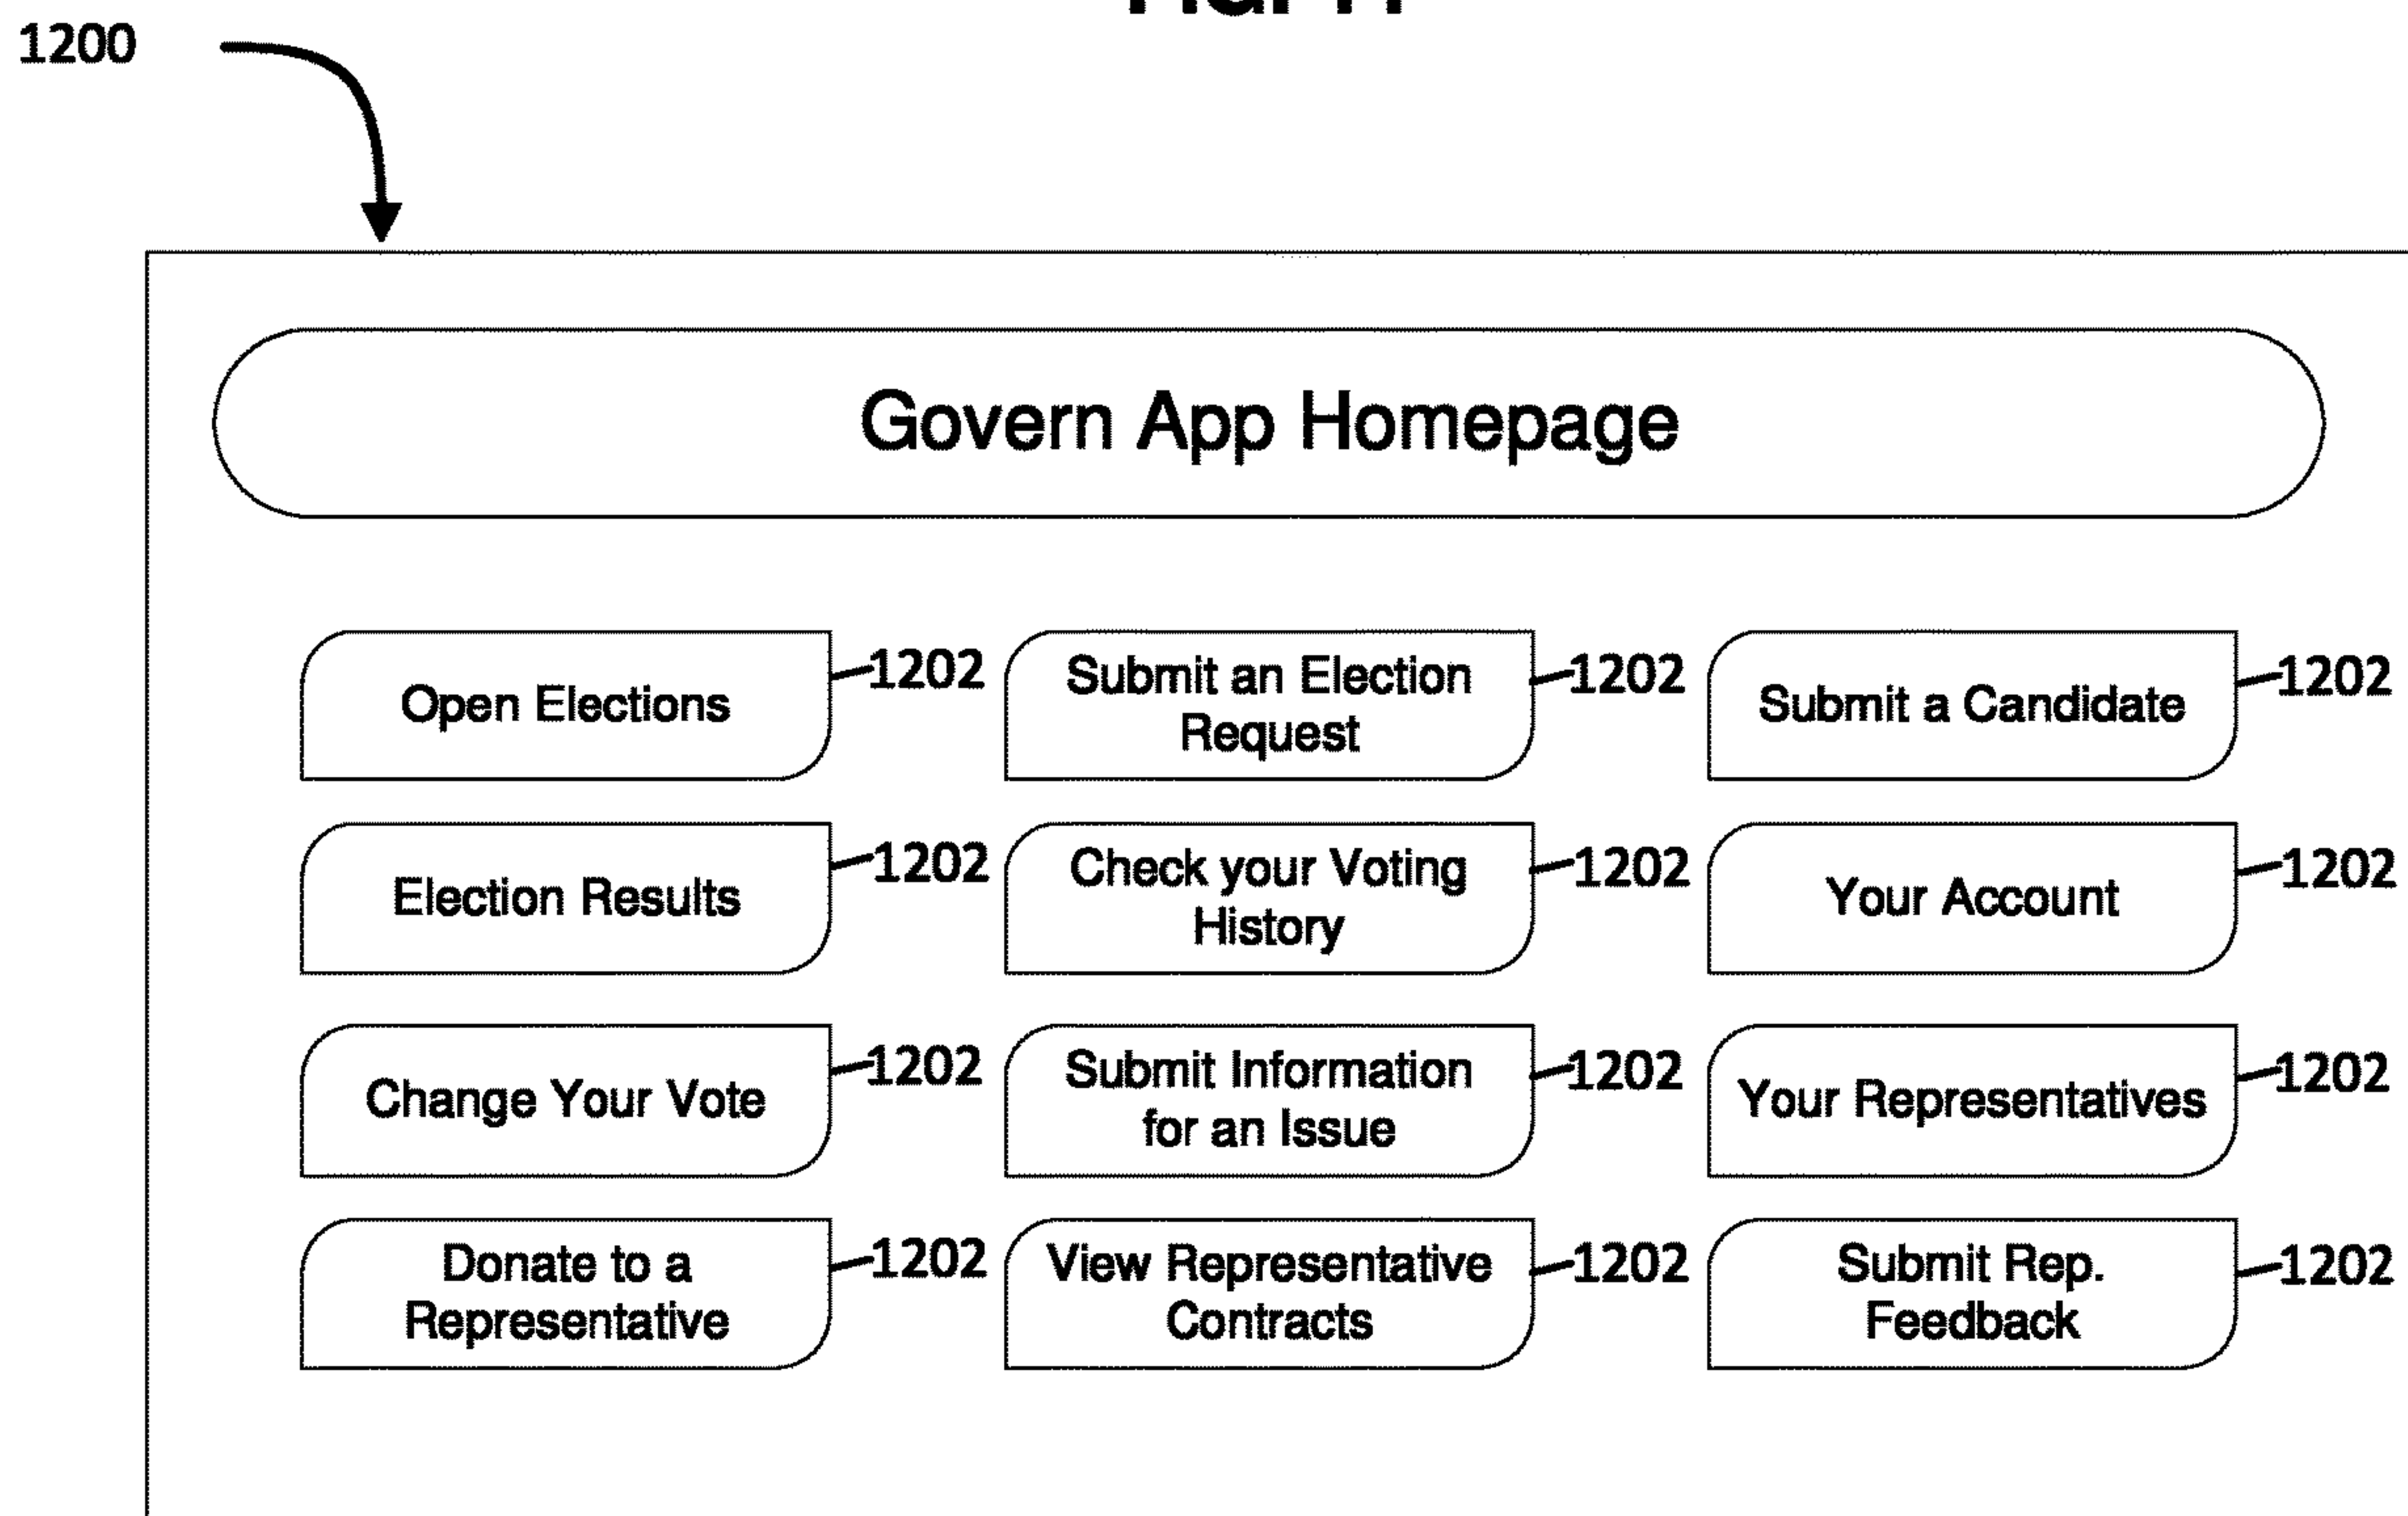 1200
Govern App Homepage
Open Elections
1202
Submit an Election
Request
1202
Submit a Candidate
1202
Election Results
1202
Check your Voting
History
1202
Your Account
1202
Change Your Vote
1202
Submit Information
for an Issue
1202
Your Representatives
1202
Donate to a
Representative
1202
View Representative
Contracts
1202
Submit Rep.
Feedback
1202